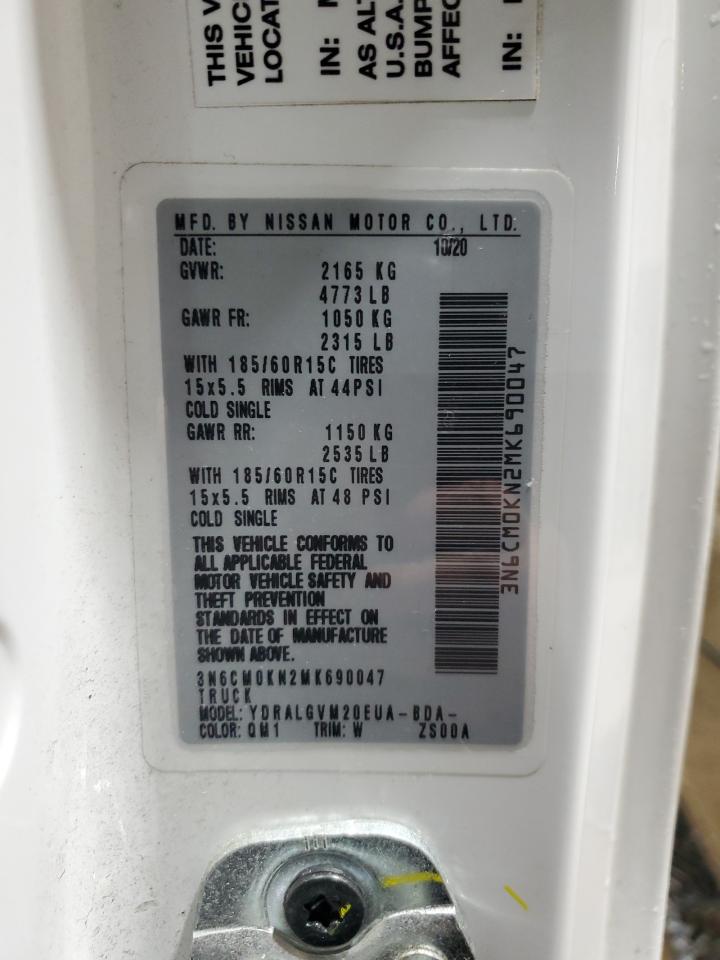 THIS V
VEHIC
LOCAT
IN:
AS ALT
U.S.A.
BUMP
AFFEC
IN:
MFD. BY NISSAN MOTOR CO., LTD.
DATE: 10/20
GVWR: 2165 KG
4773 LB
GAWR FR: 1050 KG
2315 LB
WITH 185/60R15C TIRES
15x5.5 RIMS AT 44PSI
COLD SINGLE
GAWR RR: 1150 KG
2535 LB
WITH 185/60R15C TIRES
15x5.5 RIMS AT 48 PSI
COLD SINGLE
THIS VEHICLE CONFORMS TO
ALL APPLICABLE FEDERAL
MOTOR VEHICLE SAFETY AND
THEFT PREVENTION
STANDARDS IN EFFECT ON
THE DATE OF MANUFACTURE
SHOWN ABOVE.
3N6CM0KN2MK690047
TRUCK
MODEL: YDRALGVM20EUA-BDA-
COLOR: QM1 TRIM: W ZS00A
3N6CM0KN2MK690047